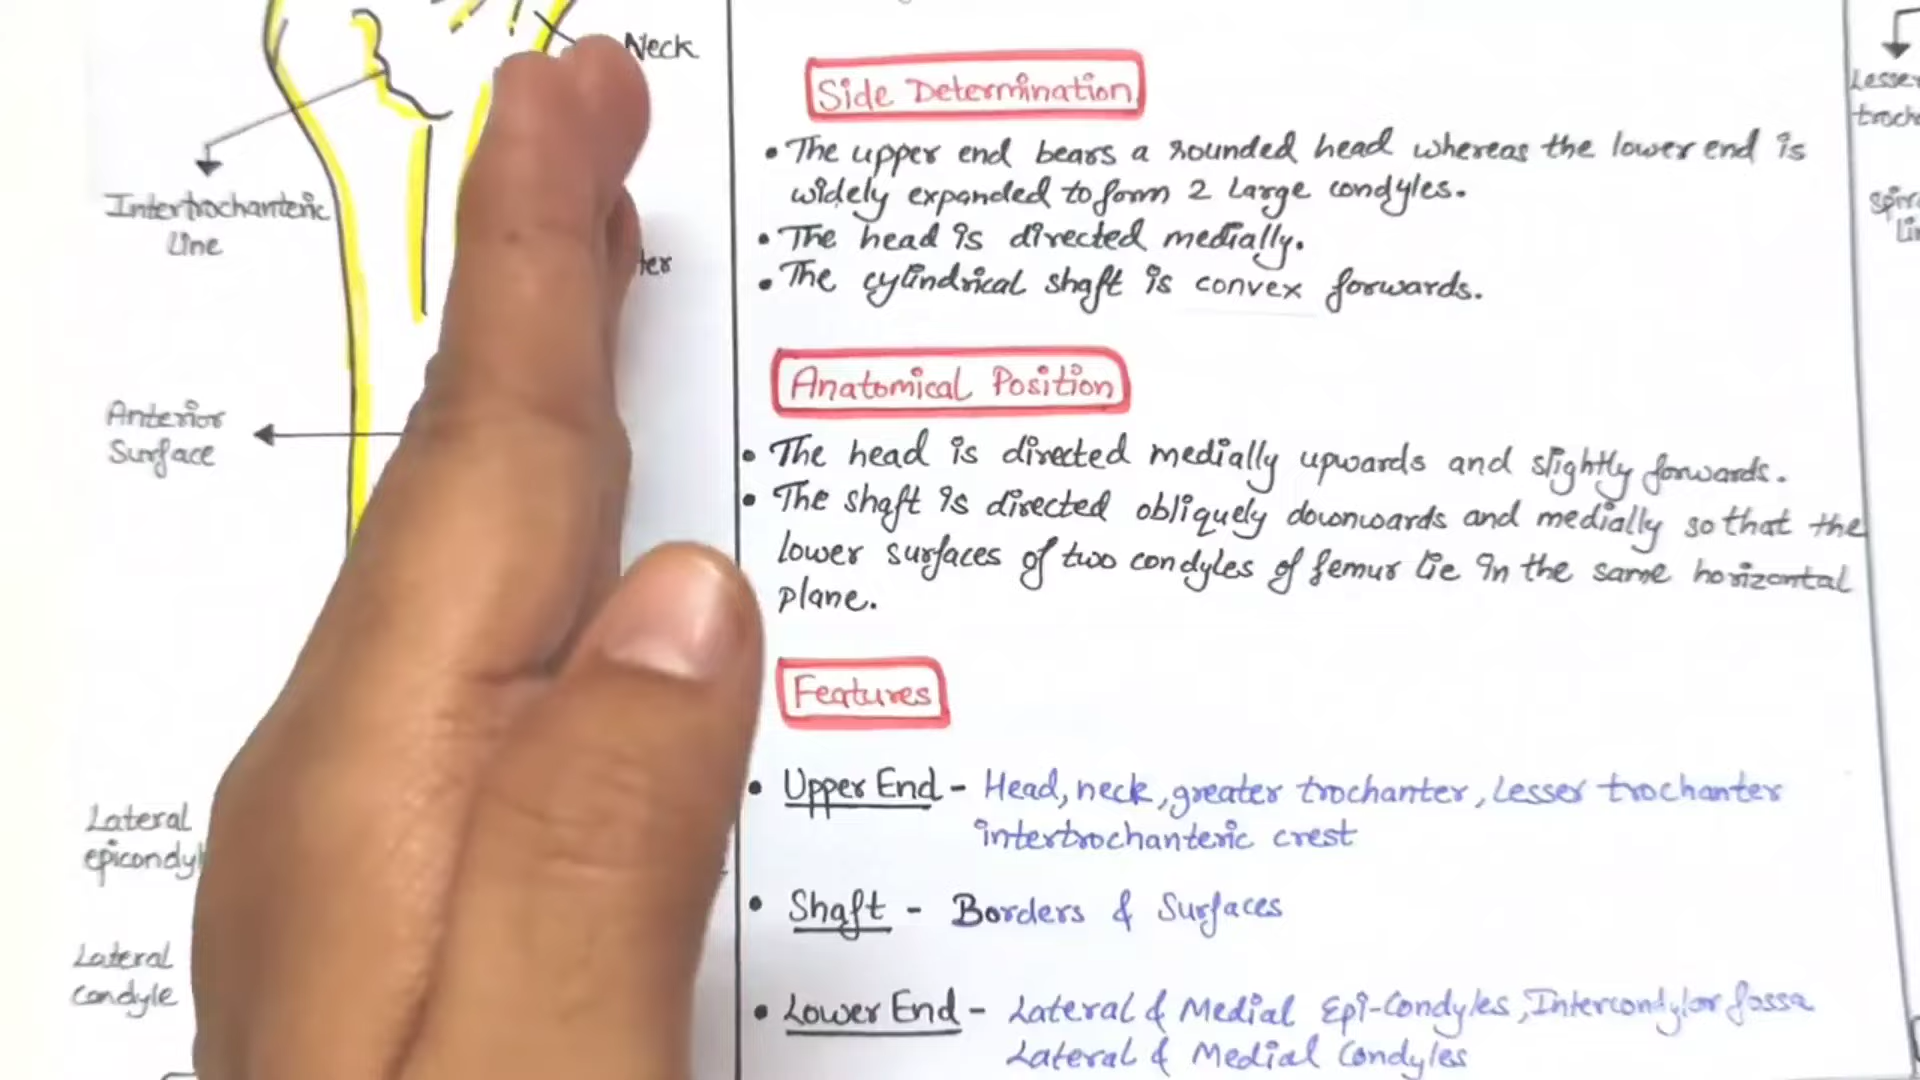 Neck
Intertrochanteric
Line
Anterior
Surface
Lateral
Lateral
condyle
Side Determination
• The upper end bears a rounded head whereas the lower end is
widely expanded to form 2 Large condyles.
• The head is directed medially.
• The cylindrical shaft is convex forwards.
Anatomical Position
• The head is directed medially upwards and slightly forwards.
• The shaft is directed obliquely downwards and medially so that the
lower surfaces of two condyles of femur lie in the same horizontal
plane.
Features
• Upper End - Head, neck, greater trochanter, Lesser trochanter
intertrochanteric crest
• Shaft - Borders & Surfaces
• Lower End - Lateral & Medial Epi-Condyles, Intercondylar fossa
Lateral & Medial Condyles